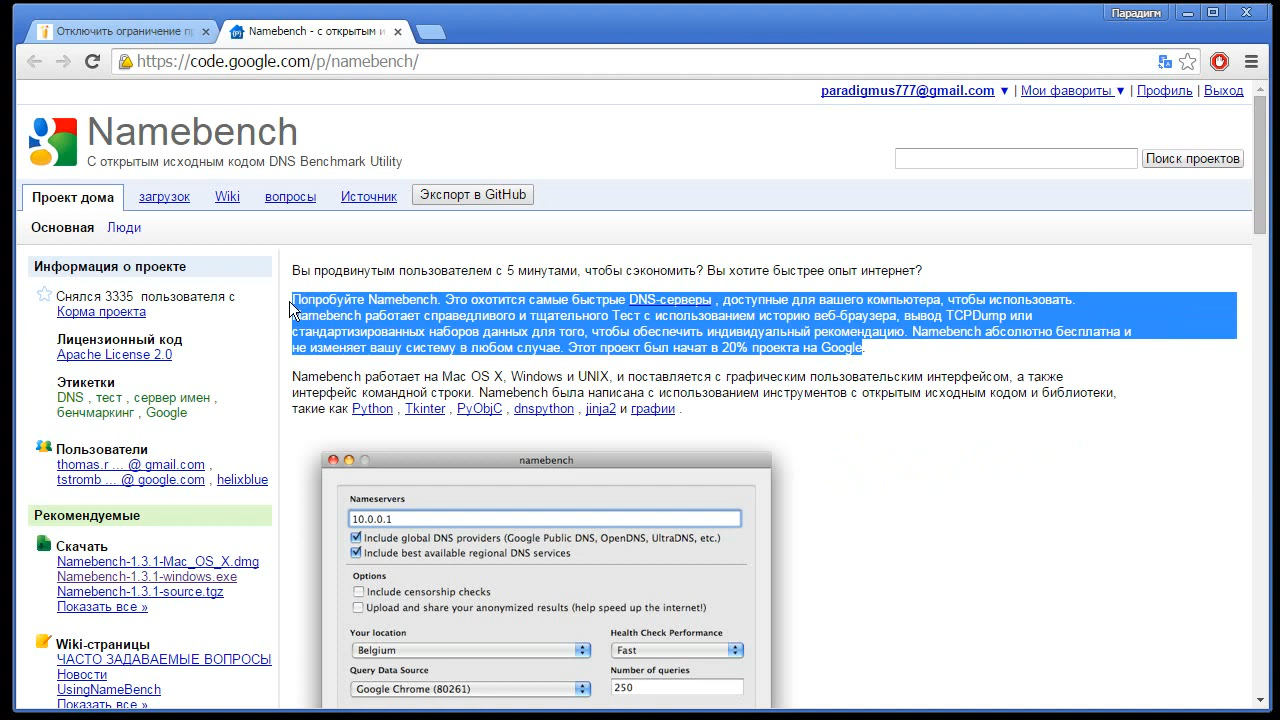 Парадигм
Отключить ограничение п
Namebench - с открытым и
https://code.google.com/p/namebench/
paradigmus777@gmail.com ▼ | Мои фавориты ▼ | Профиль | Выход
Namebench
С открытым исходным кодом DNS Benchmark Utility
Поиск проектов
Проект дома загрузок Wiki вопросы Источник Экспорт в GitHub
Основная Люди
Информация о проекте
Снялся 3335 пользователя с
Корма проекта
Лицензионный код
Apache License 2.0
Этикетки
DNS , тест , сервер имен ,
бенчмаркинг , Google
Пользователи
thomas.r ... @ gmail.com ,
tstromb ... @ google.com , helixblue
Рекомендуемые
Скачать
Namebench-1.3.1-Mac_OS_X.dmg
Namebench-1.3.1-windows.exe
Namebench-1.3.1-source.tgz
Показать все »
Wiki-страницы
ЧАСТО ЗАДАВАЕМЫЕ ВОПРОСЫ
Новости
UsingNameBench
Показать все »
Вы продвинутым пользователем с 5 минутами, чтобы сэкономить? Вы хотите быстрее опыт интернет?
Попробуйте Namebench. Это охотится самые быстрые DNS-серверы , доступные для вашего компьютера, чтобы использовать.
Namebench работает справедливого и тщательного Тест с использованием историю веб-браузера, вывод TCPDump или
стандартизированных наборов данных для того, чтобы обеспечить индивидуальный рекомендацию. Namebench абсолютно бесплатна и
не изменяет вашу систему в любом случае. Этот проект был начат в 20% проекта на Google.
Namebench работает на Mac OS X, Windows и UNIX, и поставляется с графическим пользовательским интерфейсом, а также
интерфейс командной строки. Namebench была написана с использованием инструментов с открытым исходным кодом и библиотеки,
такие как Python , Tkinter , PyObjC , dnspython , jinja2 и графии .
namebench
Nameservers
10.0.0.1
Include global DNS providers (Google Public DNS, OpenDNS, UltraDNS, etc.)
Include best available regional DNS services
Options
Include censorship checks
Upload and share your anonymized results (help speed up the internet!)
Your location Health Check Performance
Belgium Fast
Query Data Source Number of queries
Google Chrome (80261) 250